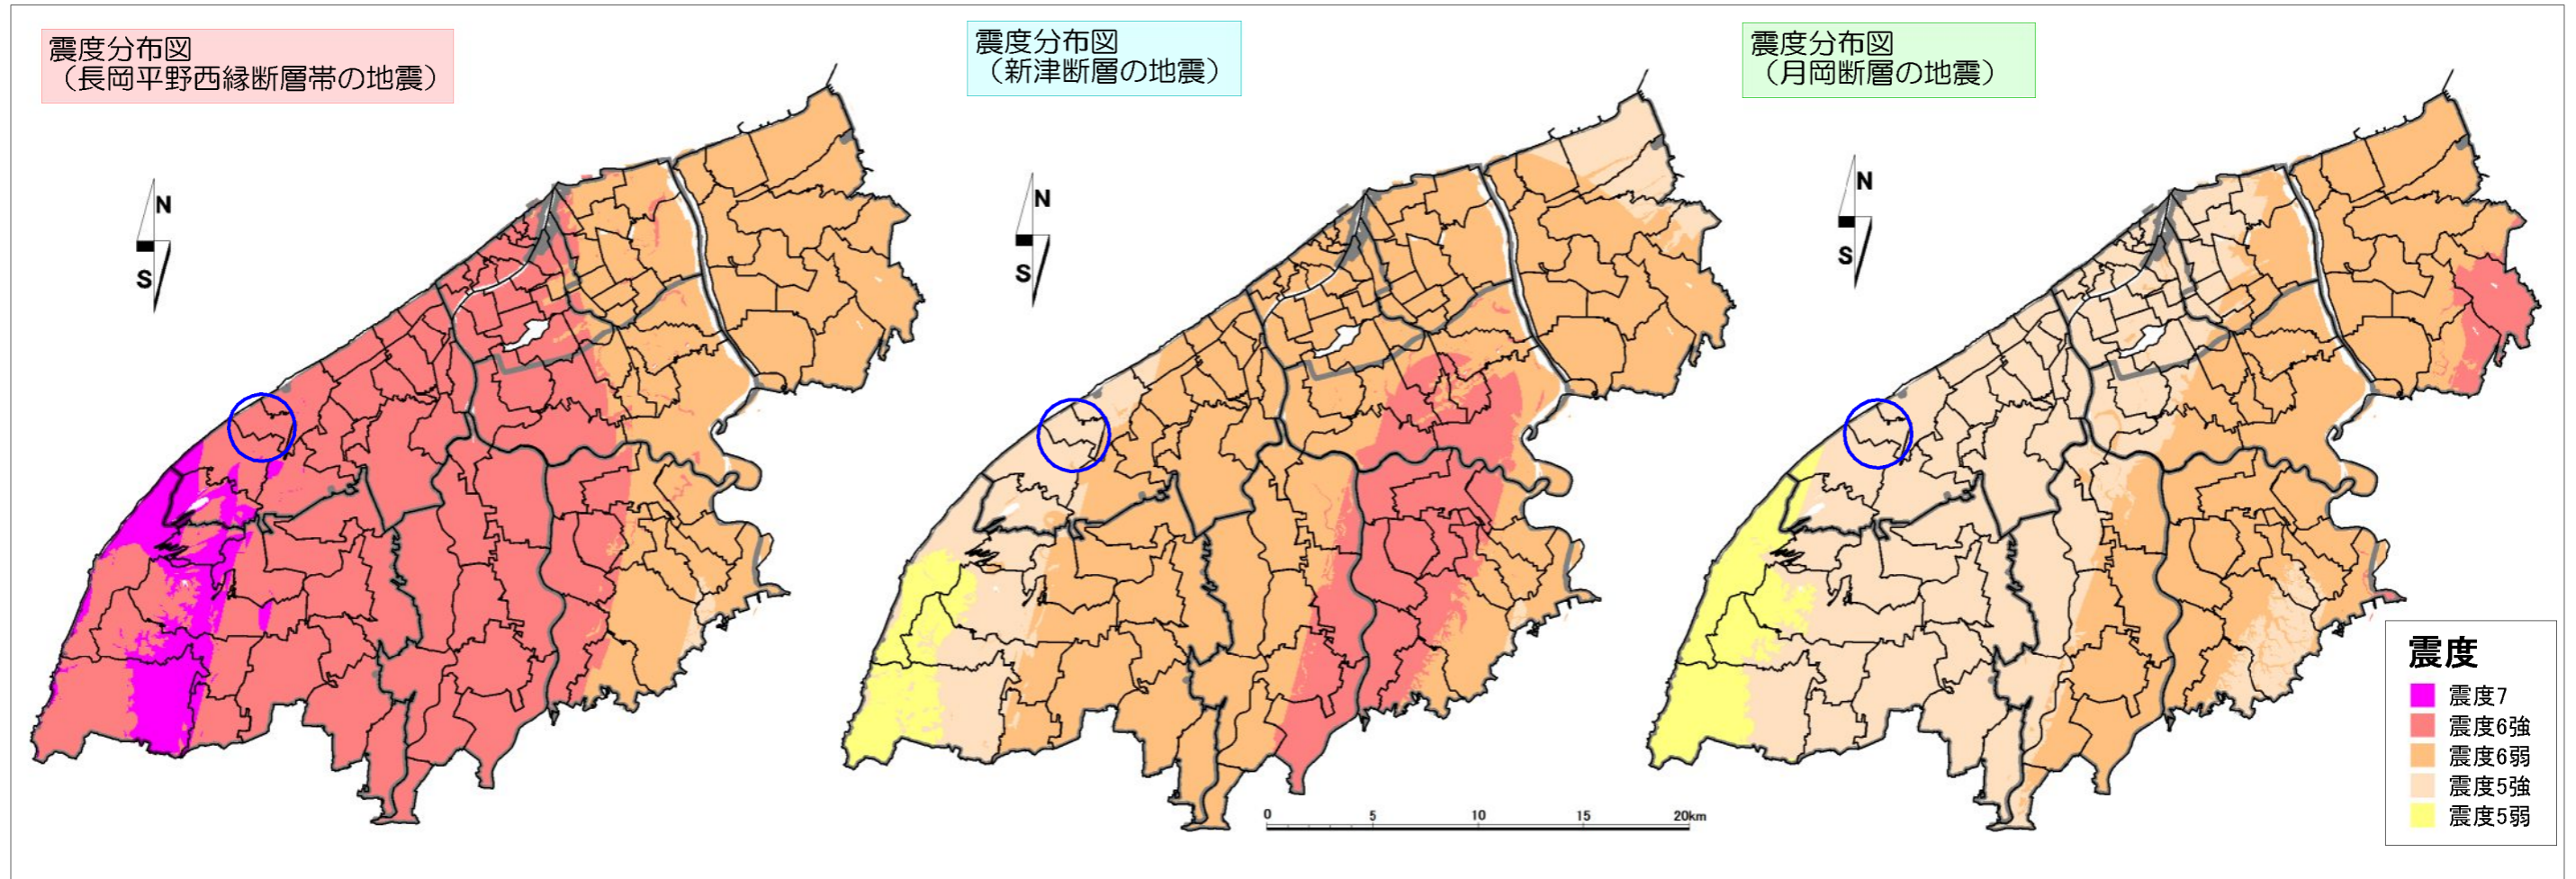 震度分布図
（長岡平野西縁断層帯の地震）
震度分布図
（新津断層の地震）
震度分布図
（月岡断層の地震）
N
S
N
S
N
S
0 5 10 15 20km
震度
震度7
震度6強
震度6弱
震度5強
震度5弱